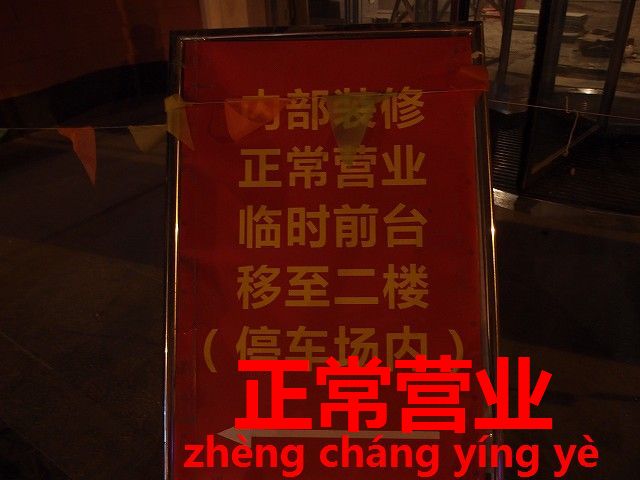 内部装修
正常营业
临时前台
移至二楼
（停车场内）
正常营业
zhèng cháng yíng yè